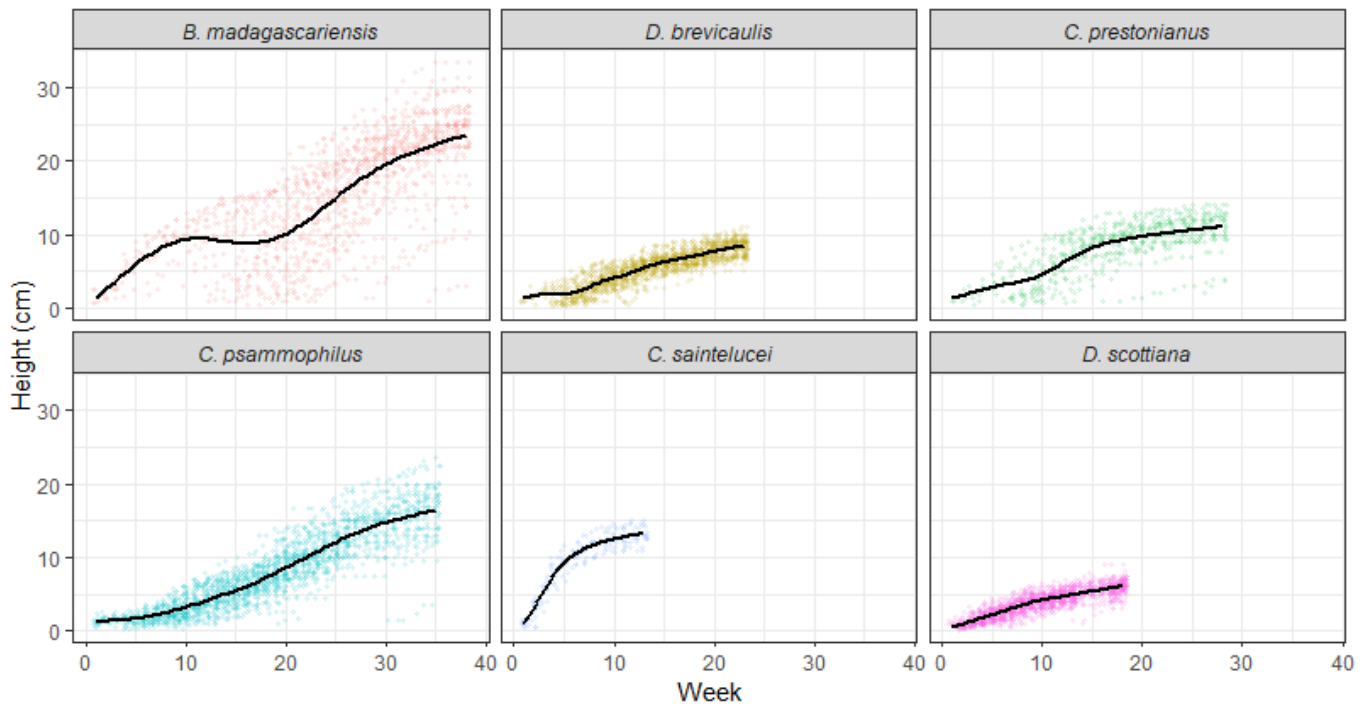 B. madagascariensis
D. brevicaulis
C. prestonianus
30
20
10
0
C. psammophilus
C. saintelucei
D. scottiana
30
20
10
0
0 10 20 30 40 0 10 20 30 40 0 10 20 30 40
Height (cm)
Week